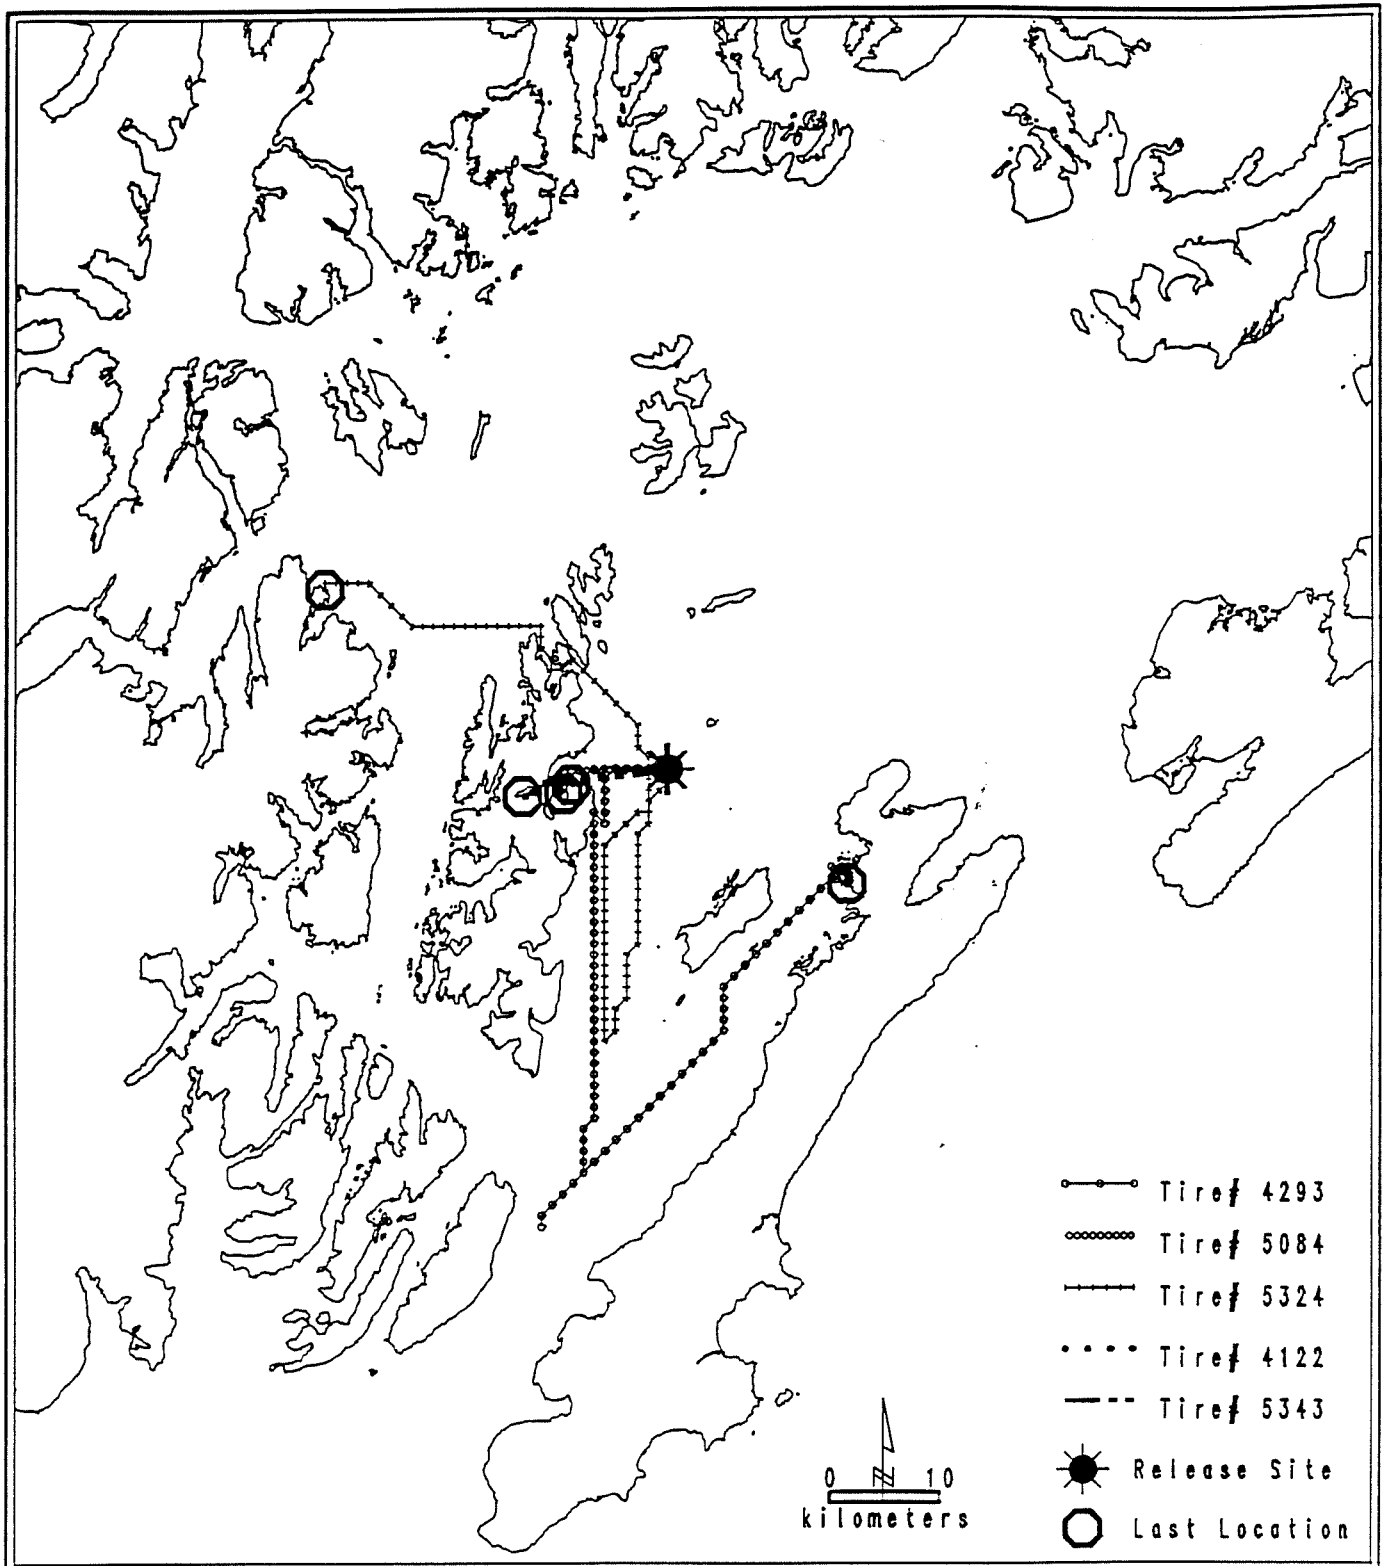 Tire# 4293
Tire# 5084
Tire# 5324
Tire# 4122
Tire# 5343
Release Site
Last Location
0 N 10
kilometers